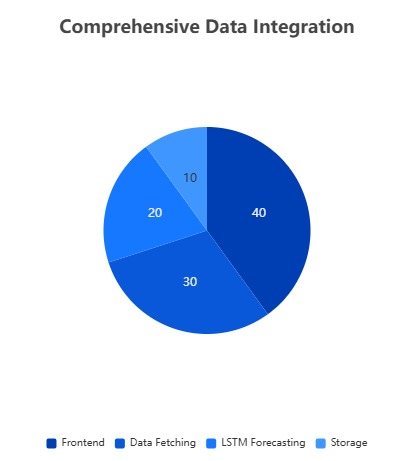 Comprehensive Data Integration
10
40
20
30
Frontend Data Fetching LSTM Forecasting Storage